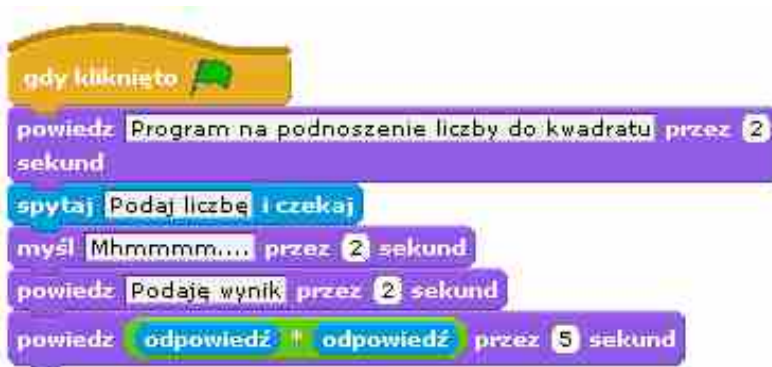 gdy kliknięto
powiedz Program na podnoszenie liczby do kwadratu przez 2
sekund
spytaj Podaj liczbę i czekaj
myśl Mhmmmm.... przez 2 sekund
powiedz Podaję wynik przez 2 sekund
powiedz odpowiedź * odpowiedź przez 5 sekund